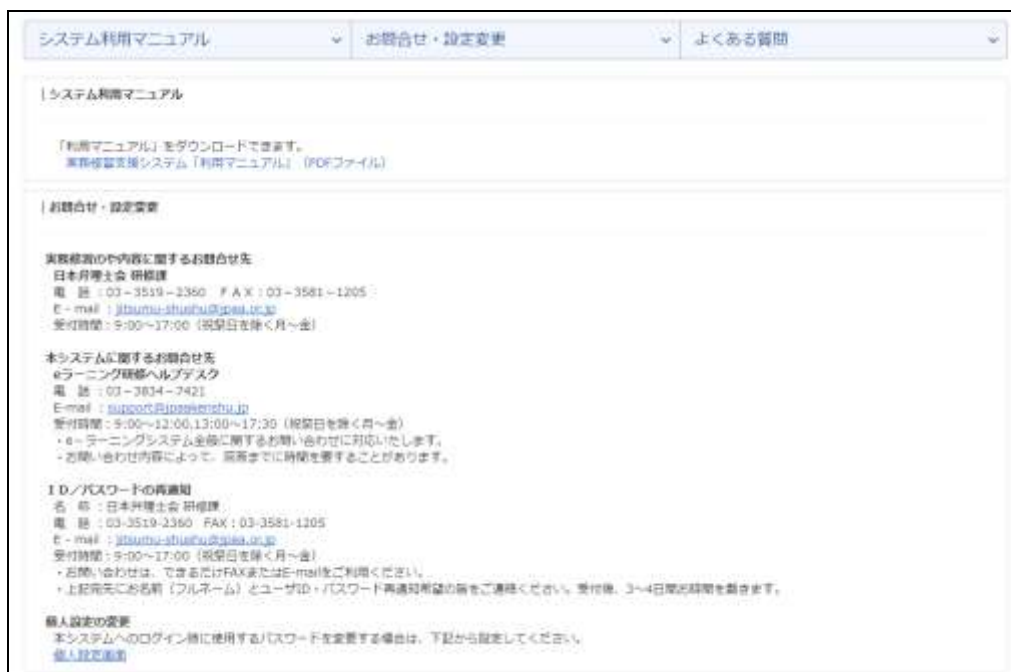 システム利用マニュアル
お問合せ・設定変更
よくある質問
| システム利用マニュアル
「利用マニュアル」をダウンロードできます。
実務修習支援システム「利用マニュアル」（PDFファイル）
| お問合せ・設定変更
実務修習のや内容に関するお問合せ先
日本弁理士会 研修課
電　話：03－3519－2360　ＦＡＸ：03－3581－1205
E - mail ：jitsumu-shushu@jpaa.or.jp
受付時間：9:00～17:00（祝祭日を除く月～金）
本システムに関するお問合せ先
eラーニング研修ヘルプデスク
電　話：03－3834－7421
E-mail ：support@jpaakenshu.jp
受付時間：9:00～12:00,13:00～17:30（祝祭日を除く月～金）
・e－ラーニングシステム全般に関するお問い合わせに対応いたします。
・お問い合わせ内容によって、回答までに時間を要することがあります。
ＩＤ／パスワードの再通知
名　称：日本弁理士会 研修課
電　話：03-3519-2360　FAX：03-3581-1205
E - mail ：jitsumu-shushu@jpaa.or.jp
受付時間：9:00～17:00（祝祭日を除く月～金）
・お問い合わせは、できるだけFAXまたはE-mailをご利用ください。
・上記宛先にお名前（フルネーム）とユーザID・パスワード再通知希望の旨をご連絡ください。受付後、3～4日間お時間を戴きます。
個人設定の変更
本システムへのログイン時に使用するパスワードを変更する場合は、下記から設定してください。
個人設定画面